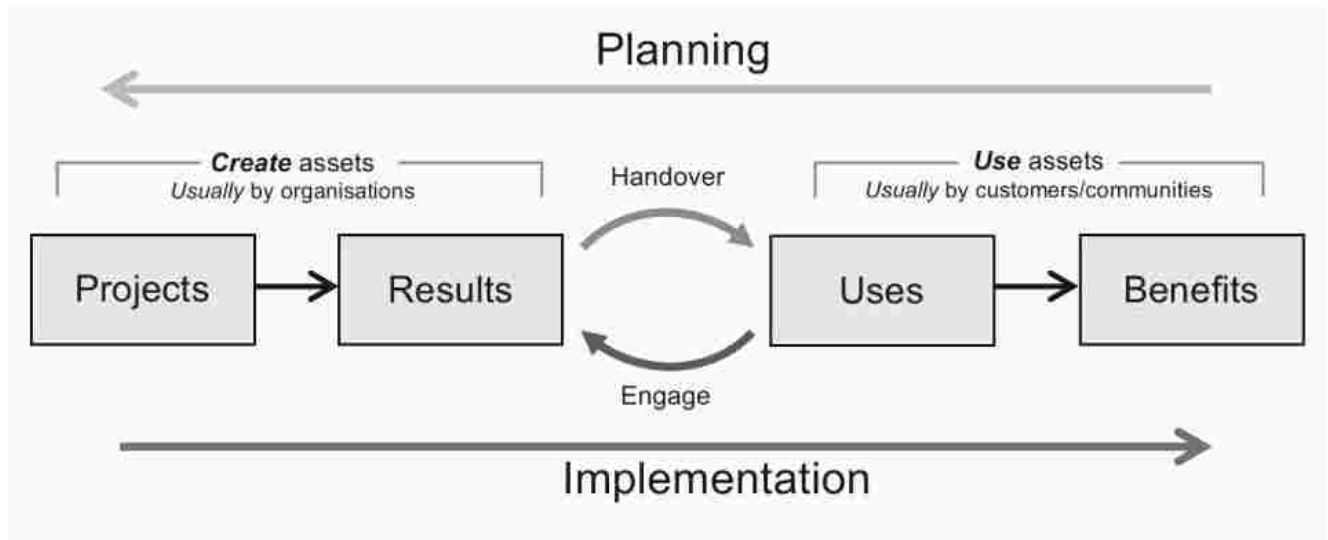 Planning
Create assets
Usually by organisations
Handover
Use assets
Usually by customers/communities
Projects
Results
Uses
Benefits
Engage
Implementation